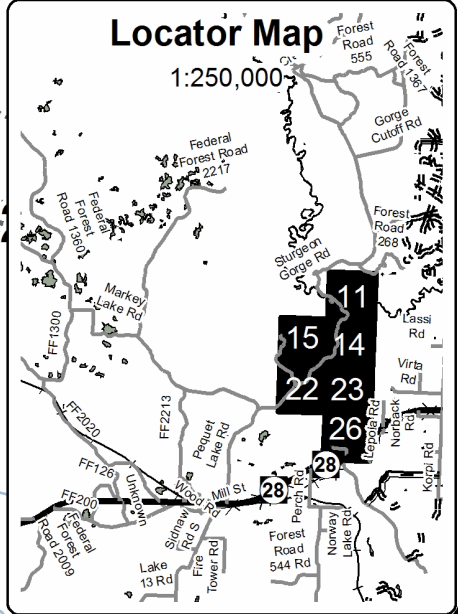 Locator Map
1:250,000
Forest
Road
555
Forest
Road 1367
Gorge
Cutoff Rd
Federal
Forest Road
2217
Federal
Forest
Road 1360
Forest
Road
268
Sturgeon
Gorge Rd
Markey
Lake Rd
11
Lassi
Rd
FF1300
15
14
Virta
Rd
22
23
FF2020
FF2213
Pequet
Lake Rd
26
Lepola Rd
Norback
Rd
Korpi Rd
FF126
28
FF200
Unknown
Mill St
28
Perch Rd
Federal
Forest
Road 2009
Sidnaw
Rd S
Norway
Lake Rd
Forest
Road
544 Rd
Fire
Tower Rd
Lake
13 Rd